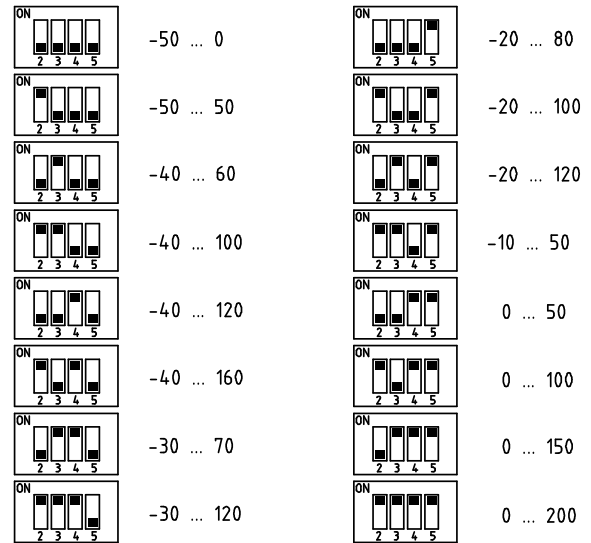 ON
2 3 4 5
-50 ... 0
ON
2 3 4 5
-50 ... 50
ON
2 3 4 5
-40 ... 60
ON
2 3 4 5
-40 ... 100
ON
2 3 4 5
-40 ... 120
ON
2 3 4 5
-40 ... 160
ON
2 3 4 5
-30 ... 70
ON
2 3 4 5
-30 ... 120
ON
2 3 4 5
-20 ... 80
ON
2 3 4 5
-20 ... 100
ON
2 3 4 5
-20 ... 120
ON
2 3 4 5
-10 ... 50
ON
2 3 4 5
0 ... 50
ON
2 3 4 5
0 ... 100
ON
2 3 4 5
0 ... 150
ON
2 3 4 5
0 ... 200